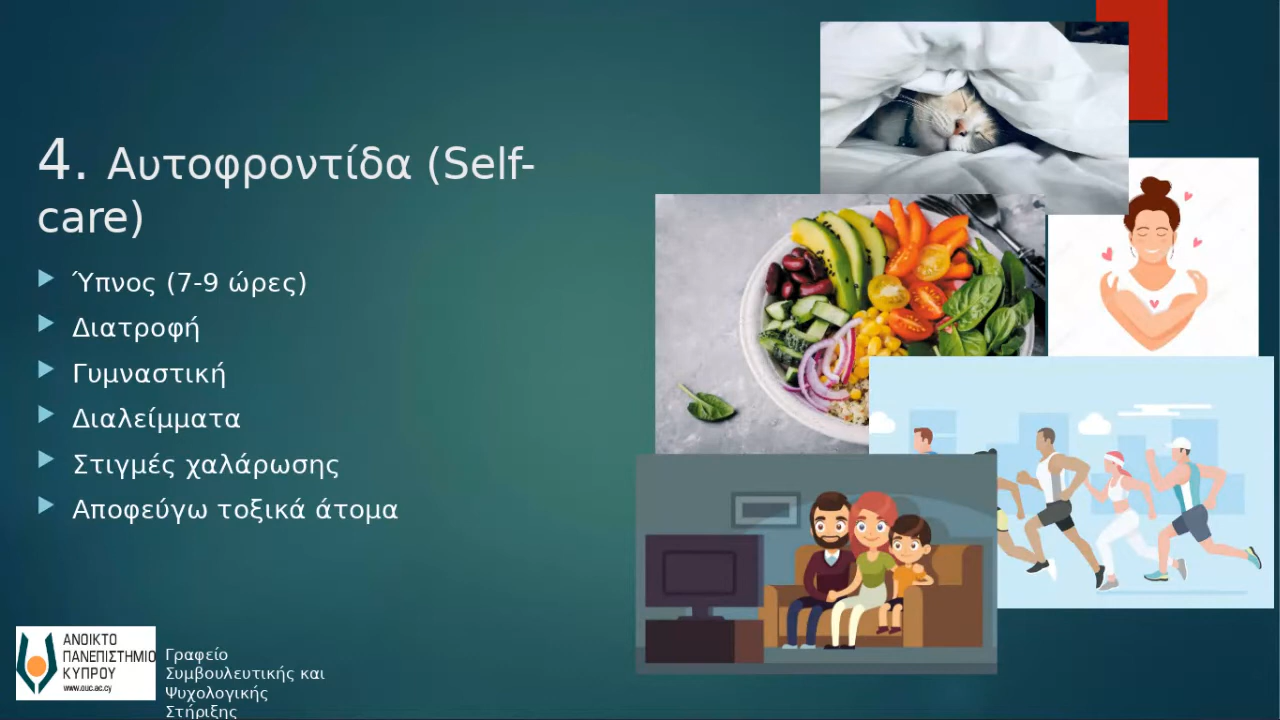 4. Αυτοφροντίδα (Self-
care)
Ύπνος (7-9 ώρες)
Διατροφή
Γυμναστική
Διαλείμματα
Στιγμές χαλάρωσης
Αποφεύγω τοξικά άτομα
ΑΝΟΙΚΤΟ
ΠΑΝΕΠΙΣΤΗΜΙΟ
ΚΥΠΡΟΥ
www.ouc.ac.cy
Γραφείο
Συμβουλευτικής και
Ψυχολογικής
Στήριξης